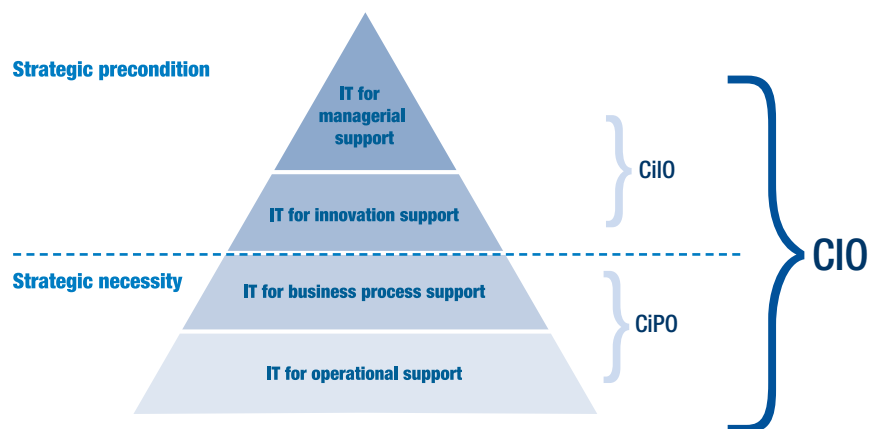 Strategic precondition
IT for
managerial
support
CiIO
IT for innovation support
CIO
Strategic necessity
IT for business process support
CiPO
IT for operational support